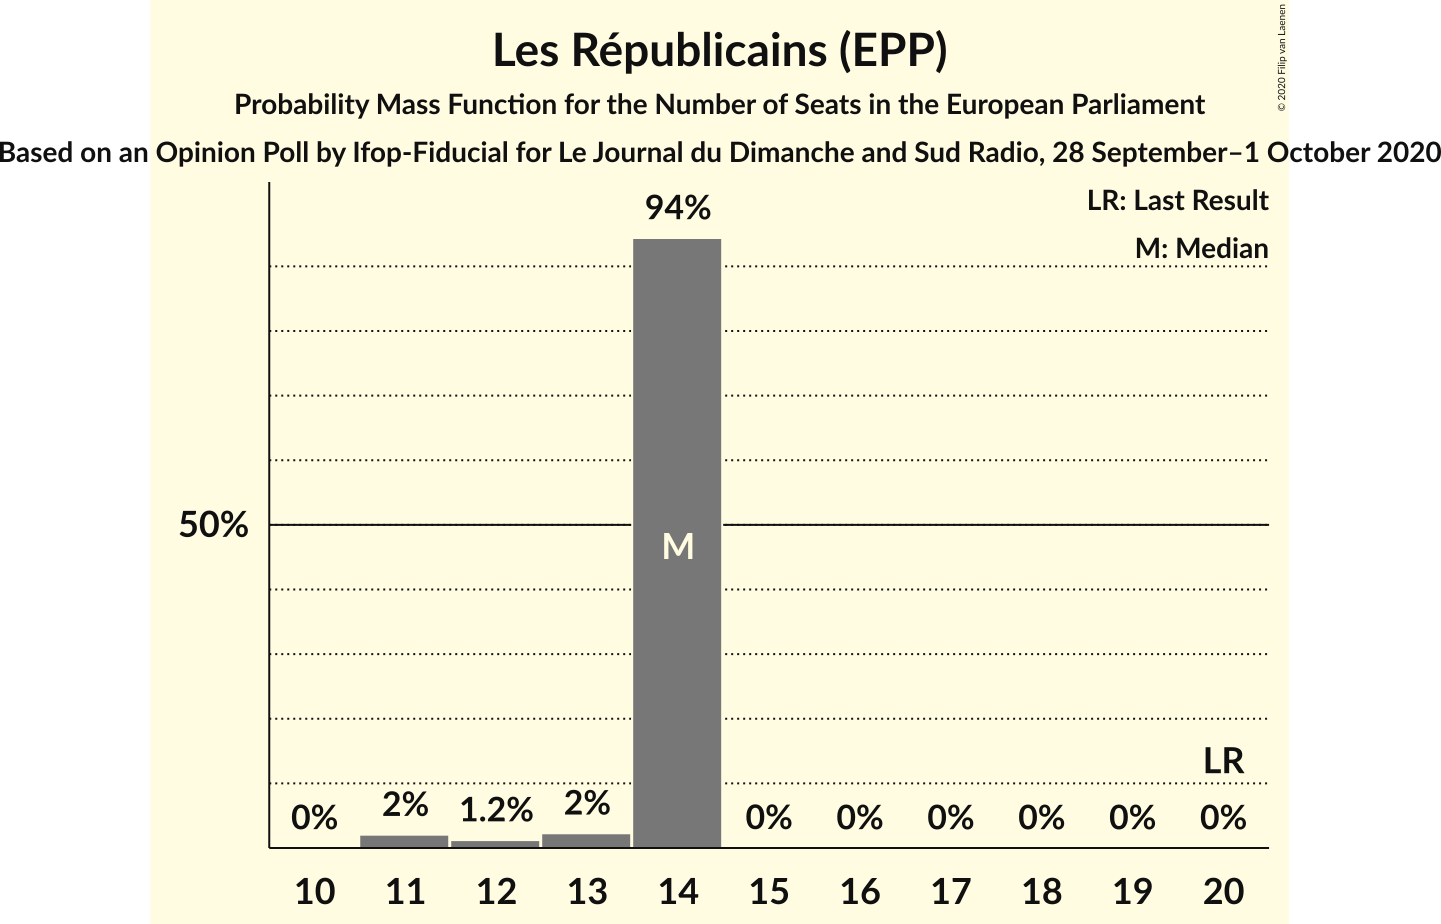 Les Républicains (EPP)
Probability Mass Function for the Number of Seats in the European Parliament
Based on an Opinion Poll by Ifop-Fiducial for Le Journal du Dimanche and Sud Radio, 28 September–1 October 2020
© 2020 Filip van Laenen
LR: Last Result
M: Median
94%
50%
M
LR
0% 2% 1.2% 2% 0% 0% 0% 0% 0% 0%
10 11 12 13 14 15 16 17 18 19 20